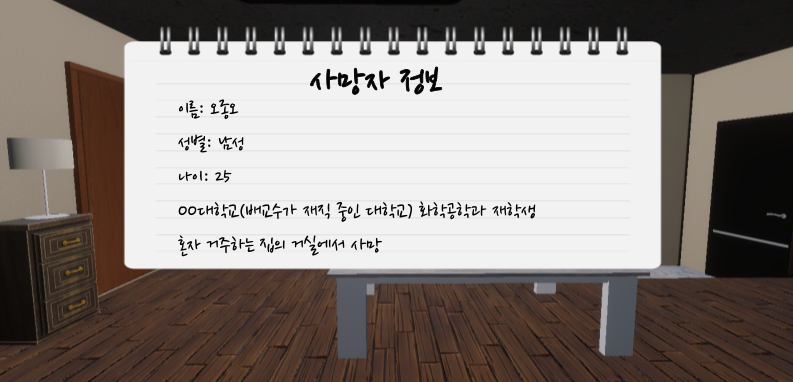 사망자 정보
이름: 오종오
성별: 남성
나이: 25
OO대학교(배교수가 재직 중인 대학교) 화학공학과 재학생
혼자 거주하는 집의 거실에서 사망